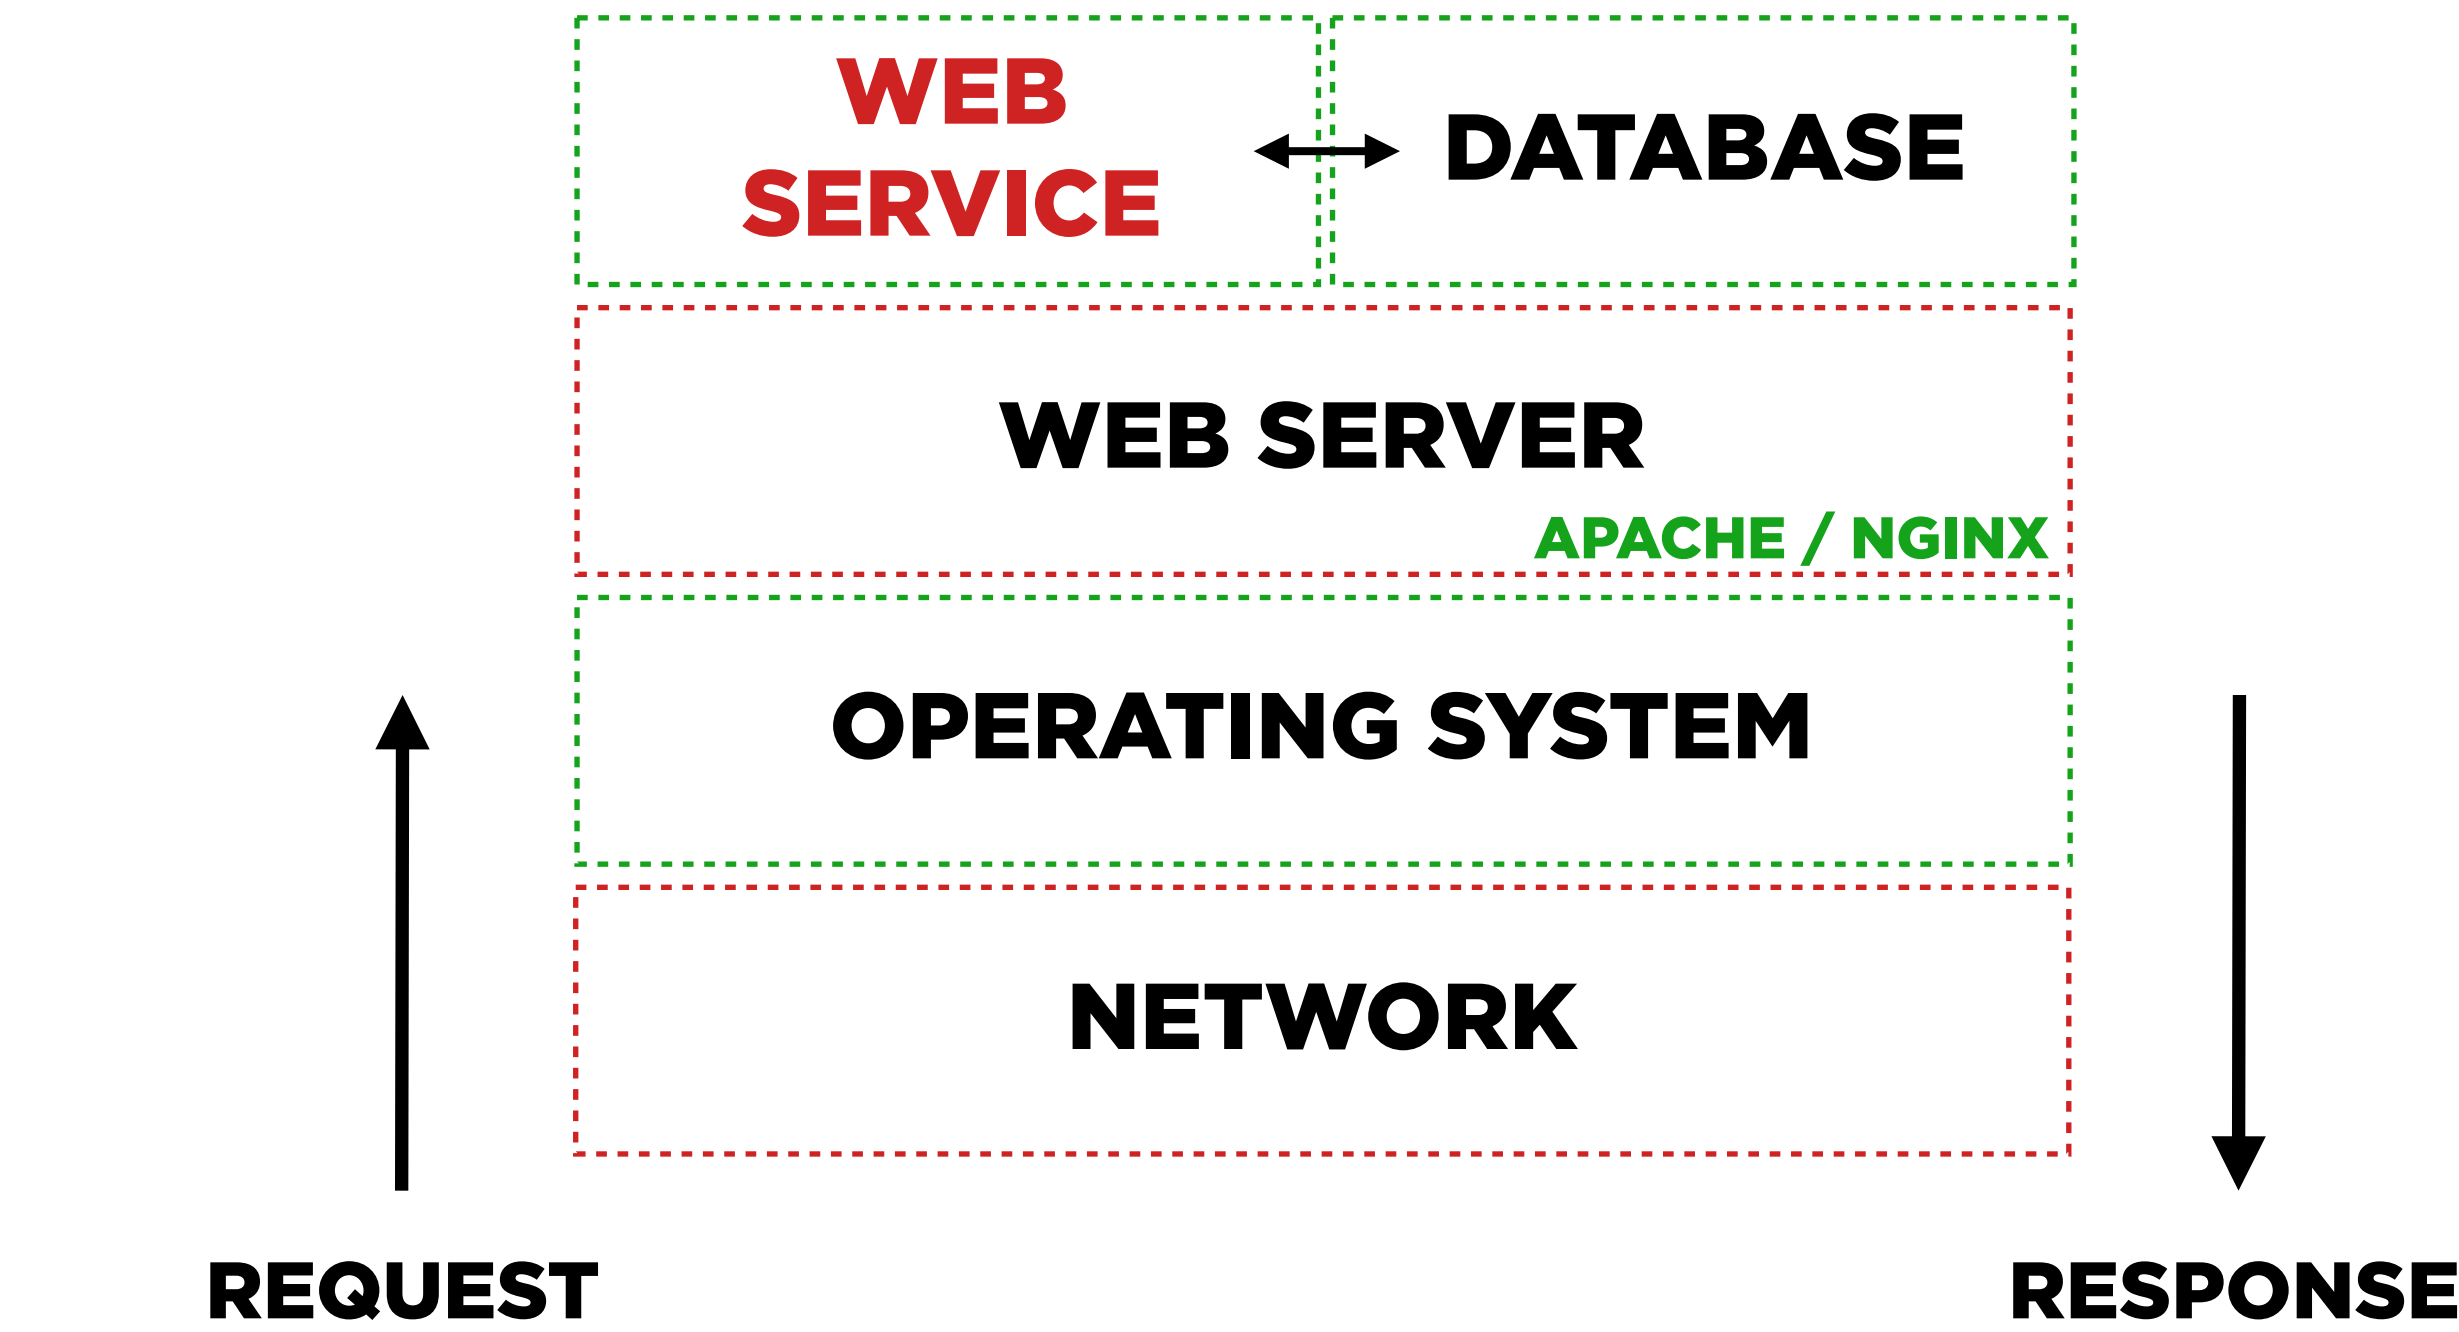 WEB
SERVICE
DATABASE
WEB SERVER
APACHE / NGINX
OPERATING SYSTEM
NETWORK
REQUEST
RESPONSE